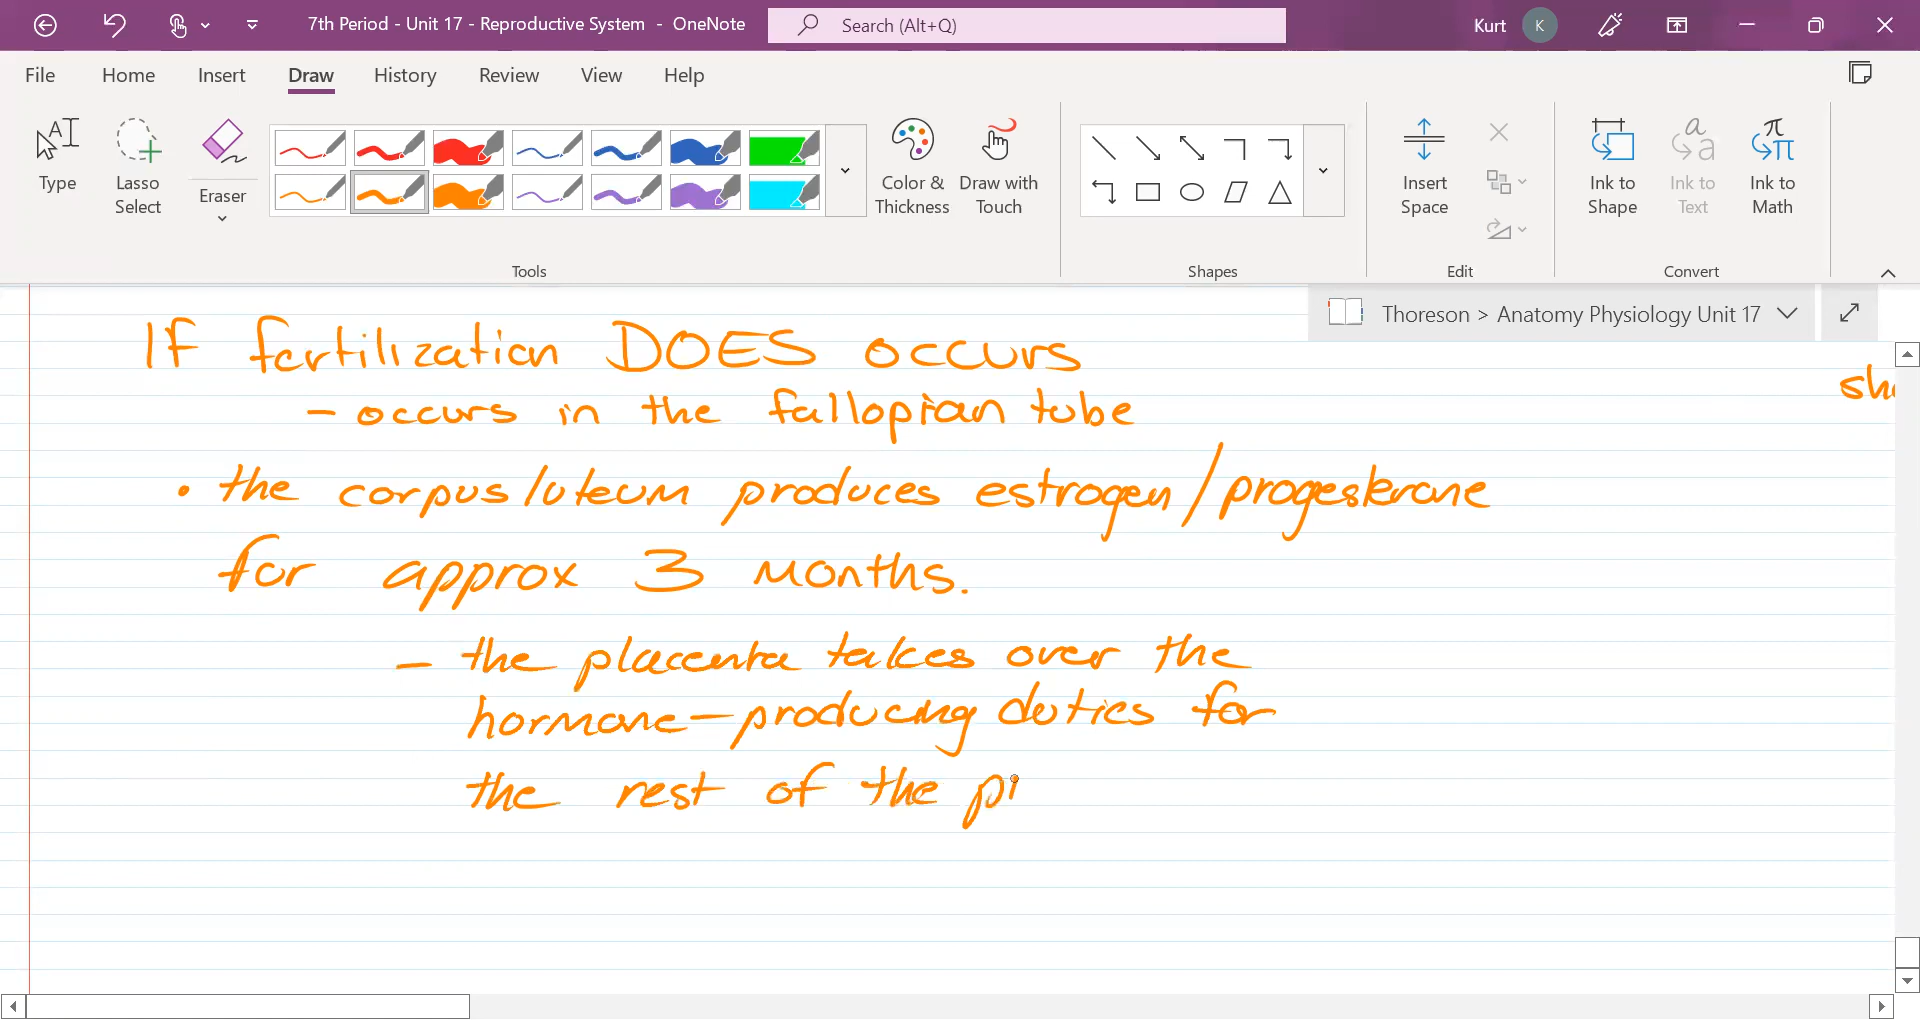 7th Period - Unit 17 - Reproductive System - OneNote
Search (Alt+Q)
Kurt
K
File Home Insert Draw History Review View Help
Type
Lasso Select
Eraser
Color & Thickness
Draw with Touch
Insert Space
Ink to Shape
Ink to Text
Ink to Math
Tools
Shapes
Edit
Convert
Thoreson > Anatomy Physiology Unit 17
If fertilization DOES occurs
- occurs in the fallopian tube
• the corpus luteum produces estrogen/progesterone
for approx 3 months.
- the placenta takes over the
hormone-producing duties for
the rest of the